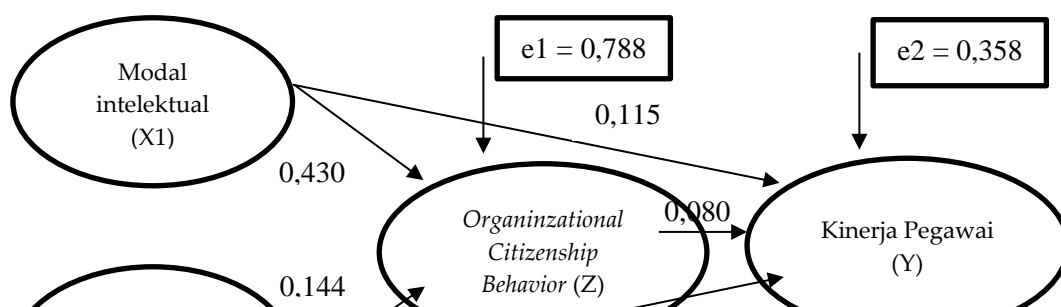 e1 = 0,788
e2 = 0,358
Modal
intelektual
(X1)
0,115
0,430
0,080
Organinzational
Citizenship
Behavior (Z)
Kinerja Pegawai
(Y)
0,144